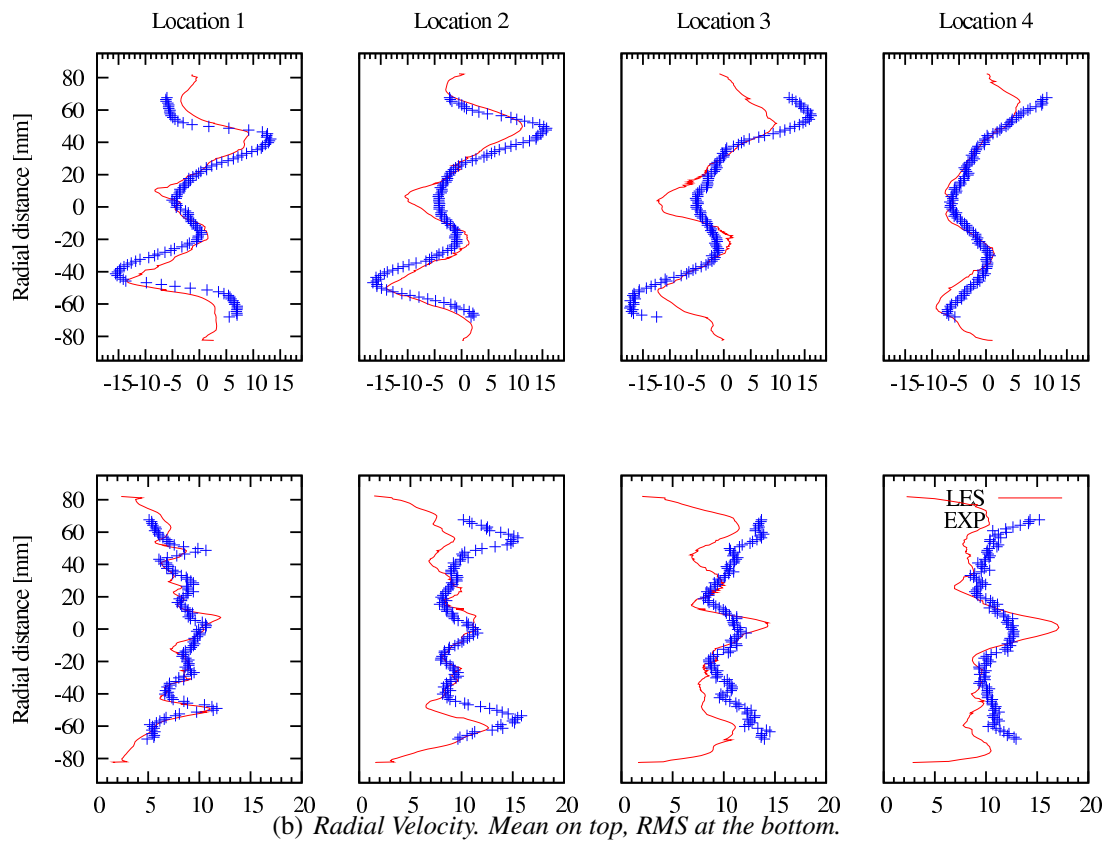 Location 1 Location 2 Location 3 Location 4
Radial distance [mm]
80
60
40
20
0
-20
-40
-60
-80
-15-10 -5 0 5 10 15 -15-10 -5 0 5 10 15 -15-10 -5 0 5 10 15 -15-10 -5 0 5 10 15
Radial distance [mm]
80
60
40
20
0
-20
-40
-60
-80
LES
EXP
0 5 10 15 20 0 5 10 15 20 0 5 10 15 20 0 5 10 15 20
(b) Radial Velocity. Mean on top, RMS at the bottom.